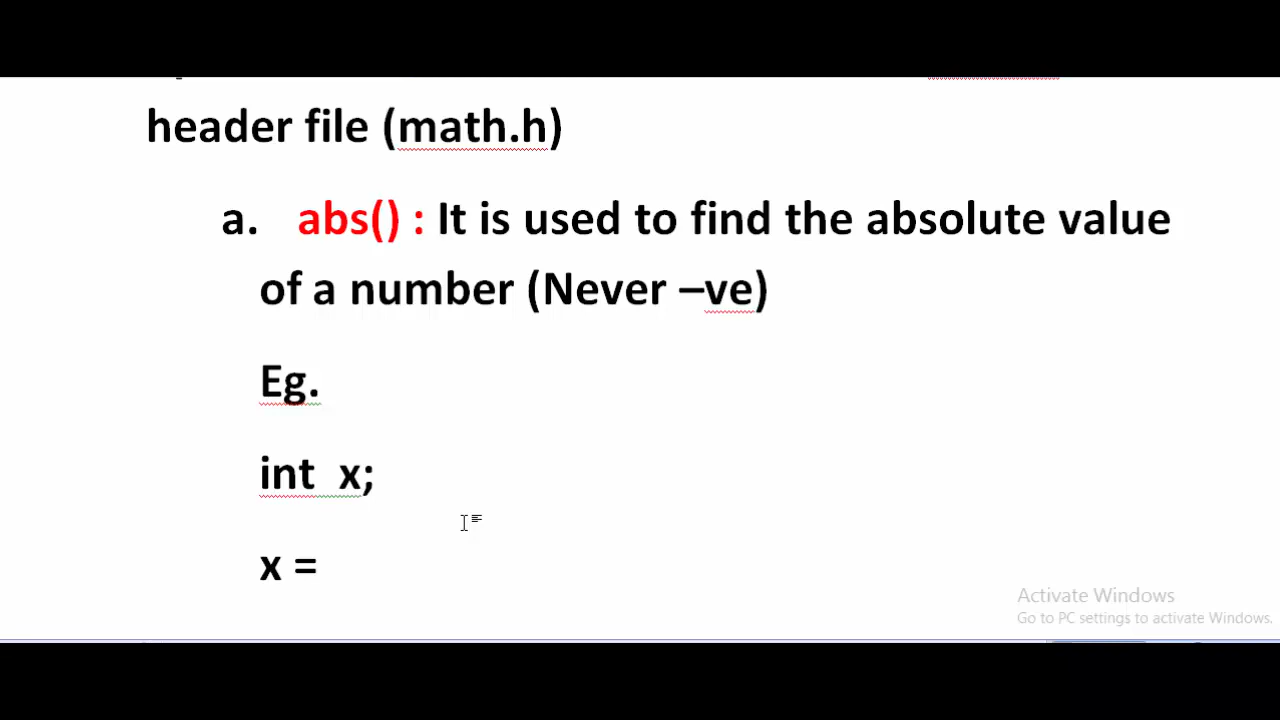 header file (math.h)
a. abs() : It is used to find the absolute value
of a number (Never –ve)
Eg.
int x;
x =
Activate Windows
Go to PC settings to activate Windows.